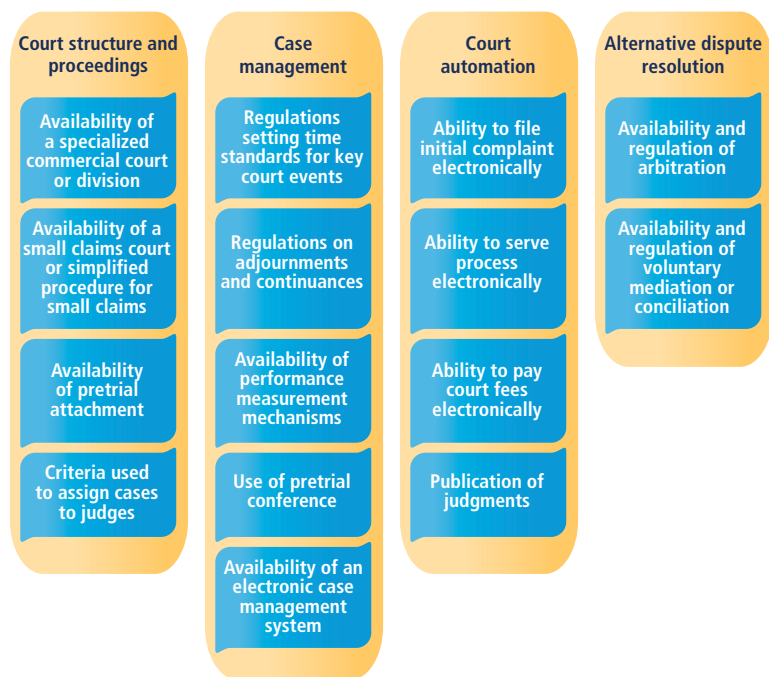 Court structure and
proceedings
Availability of
a specialized
commercial court
or division
Availability of a
small claims court
or simplified
procedure for
small claims
Availability
of pretrial
attachment
Criteria used
to assign cases
to judges
Case
management
Regulations
setting time
standards for key
court events
Regulations on
adjournments
and continuances
Availability of
performance
measurement
mechanisms
Use of pretrial
conference
Availability of an
electronic case
management
system
Court
automation
Ability to file
initial complaint
electronically
Ability to serve
process
electronically
Ability to pay
court fees
electronically
Publication of
judgments
Alternative dispute
resolution
Availability and
regulation of
arbitration
Availability and
regulation of
voluntary
mediation or
conciliation